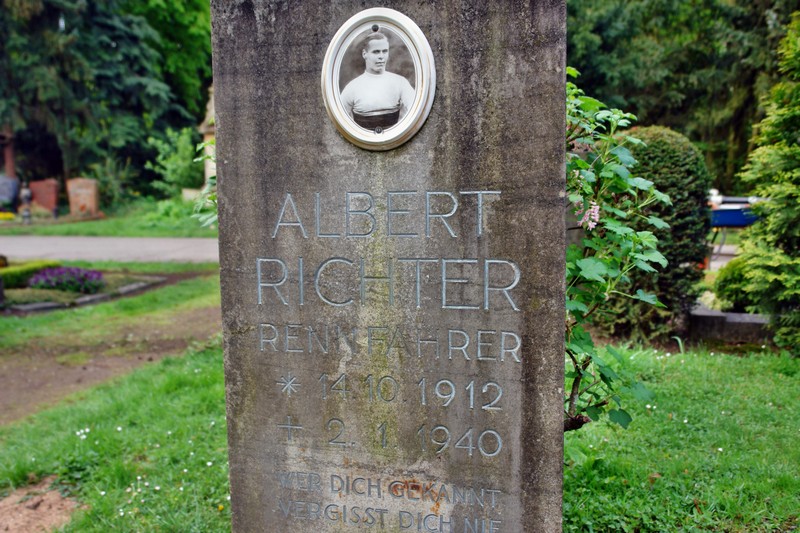 ALBERT
RICHTER
RENNFAHRER
* 14.10.1912
† 2. 1. 1940
WER DICH GEKANNT,
VERGISST DICH NIE